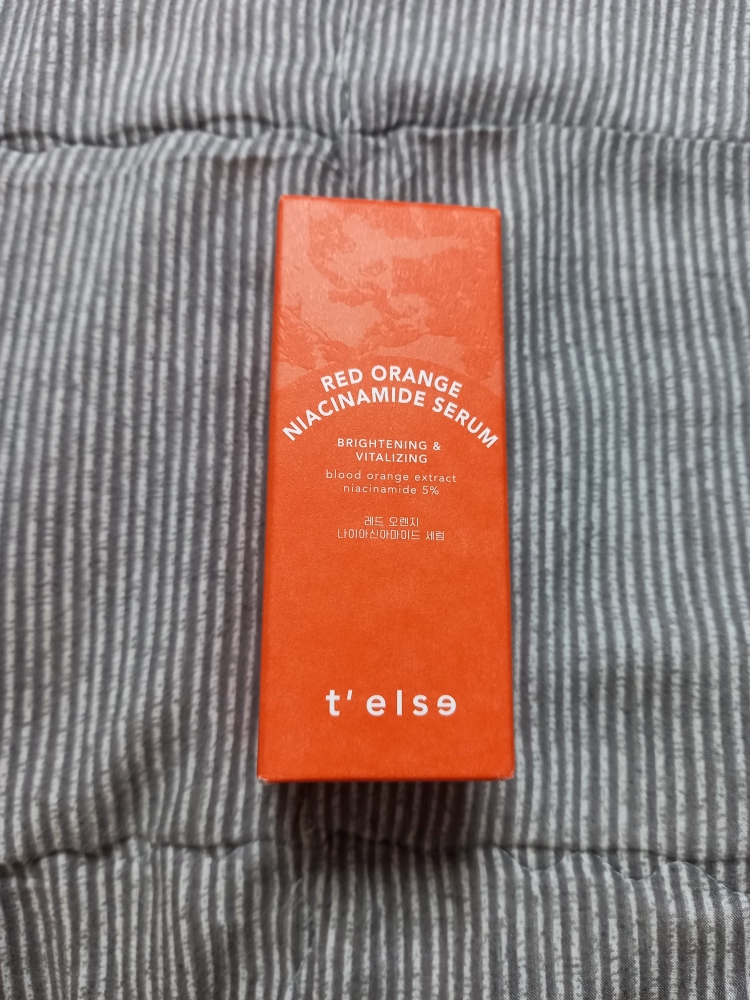 RED ORANGE
NIACINAMIDE SERUM
BRIGHTENING &
VITALIZING
blood orange extract
niacinamide 5%
레드 오렌지
나이아신아마이드 세럼
t' else